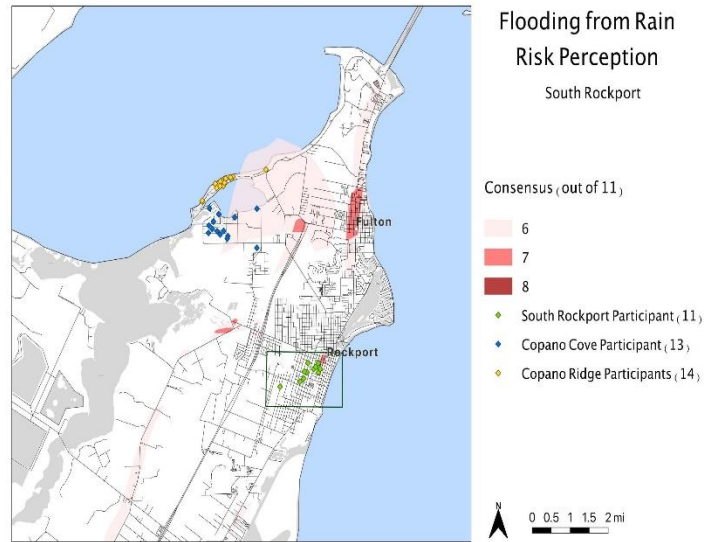 Flooding from Rain
Risk Perception
South Rockport
Consensus (out of 11)
6
7
8
South Rockport Participant (11)
Copano Cove Participant (13)
Copano Ridge Participants (14)
Fulton
Rockport
N
0 0.5 1 1.5 2 mi